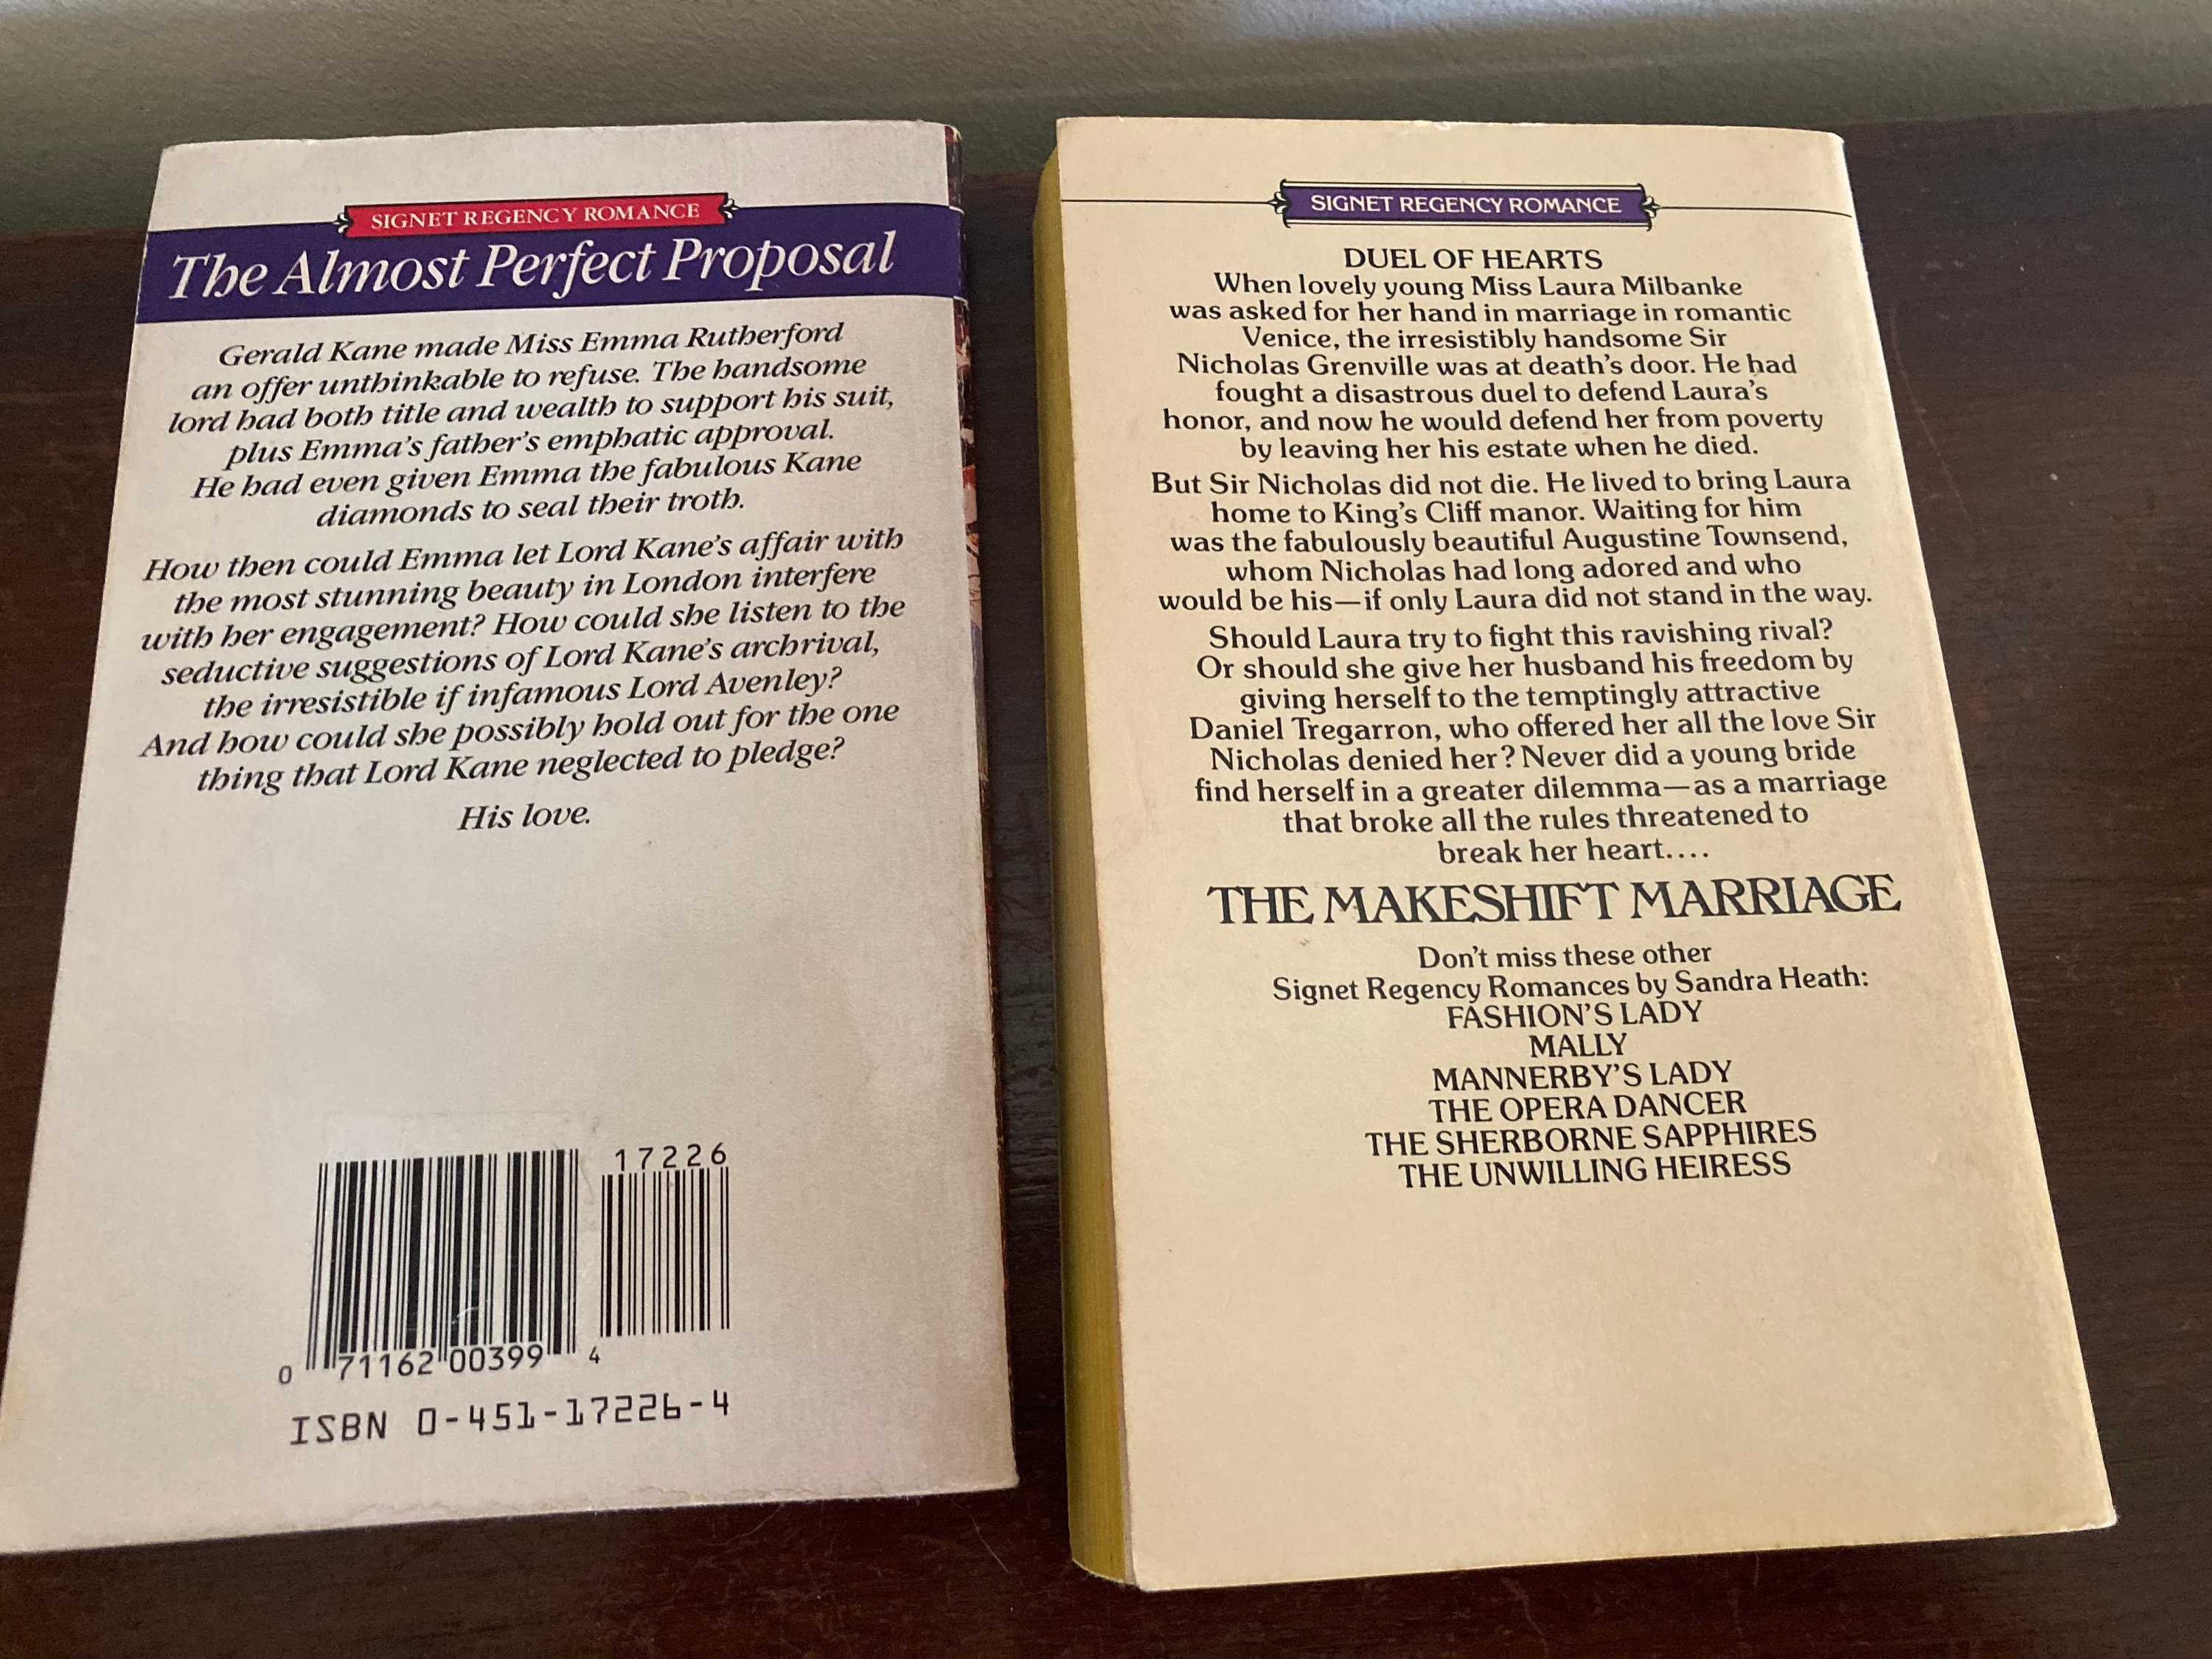 SIGNET REGENCY ROMANCE
The Almost Perfect Proposal
Gerald Kane made Miss Emma Rutherford
an offer unthinkable to refuse. The handsome
lord had both title and wealth to support his suit,
plus Emma's father's emphatic approval.
He had even given Emma the fabulous Kane
diamonds to seal their troth.
How then could Emma let Lord Kane's affair with
the most stunning beauty in London interfere
with her engagement? How could she listen to the
seductive suggestions of Lord Kane's archrival,
the irresistible if infamous Lord Avenley?
And how could she possibly hold out for the one
thing that Lord Kane neglected to pledge?
His love.
17226
0 71162 00399 4
ISBN 0-451-17226-4
SIGNET REGENCY ROMANCE
DUEL OF HEARTS
When lovely young Miss Laura Milbanke
was asked for her hand in marriage in romantic
Venice, the irresistibly handsome Sir
Nicholas Grenville was at death's door. He had
fought a disastrous duel to defend Laura's
honor, and now he would defend her from poverty
by leaving her his estate when he died.
But Sir Nicholas did not die. He lived to bring Laura
home to King's Cliff manor. Waiting for him
was the fabulously beautiful Augustine Townsend,
whom Nicholas had long adored and who
would be his—if only Laura did not stand in the way.
Should Laura try to fight this ravishing rival?
Or should she give her husband his freedom by
giving herself to the temptingly attractive
Daniel Tregarron, who offered her all the love Sir
Nicholas denied her? Never did a young bride
find herself in a greater dilemma—as a marriage
that broke all the rules threatened to
break her heart....
THE MAKESHIFT MARRIAGE
Don't miss these other
Signet Regency Romances by Sandra Heath:
FASHION'S LADY
MALLY
MANNERBY'S LADY
THE OPERA DANCER
THE SHERBORNE SAPPHIRES
THE UNWILLING HEIRESS